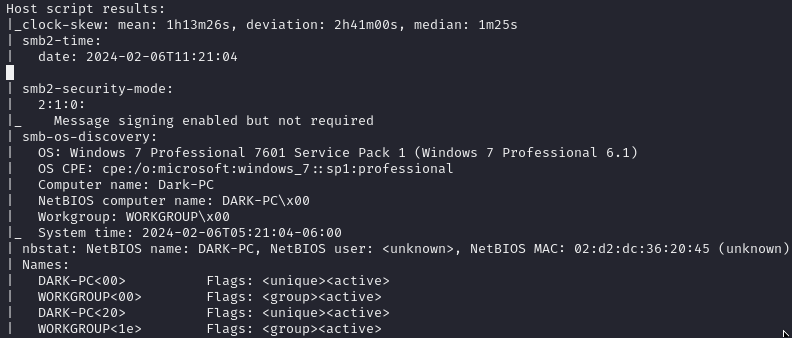 Host script results:
|_clock-skew: mean: 1h13m26s, deviation: 2h41m00s, median: 1m25s
| smb2-time:
|   date: 2024-02-06T11:21:04
| smb2-security-mode:
|   2:1:0:
|_    Message signing enabled but not required
| smb-os-discovery:
|   OS: Windows 7 Professional 7601 Service Pack 1 (Windows 7 Professional 6.1)
|   OS CPE: cpe:/o:microsoft:windows_7::sp1:professional
|   Computer name: Dark-PC
|   NetBIOS computer name: DARK-PC\x00
|   Workgroup: WORKGROUP\x00
|_  System time: 2024-02-06T05:21:04-06:00
| nbstat: NetBIOS name: DARK-PC, NetBIOS user: <unknown>, NetBIOS MAC: 02:d2:dc:36:20:45 (unknown)
| Names:
|   DARK-PC<00>          Flags: <unique><active>
|   WORKGROUP<00>        Flags: <group><active>
|   DARK-PC<20>          Flags: <unique><active>
|   WORKGROUP<1e>        Flags: <group><active>